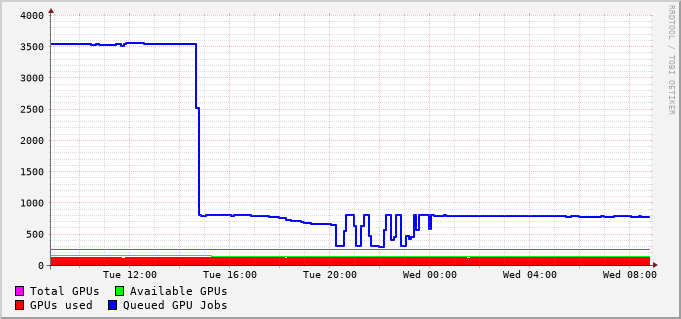 4000
3500
3000
2500
2000
1500
1000
500
0
Tue 12:00 Tue 16:00 Tue 20:00 Wed 00:00 Wed 04:00 Wed 08:00
Total GPUs Available GPUs
GPUs used Queued GPU Jobs
RRDTOOL / TOBI OETIKER